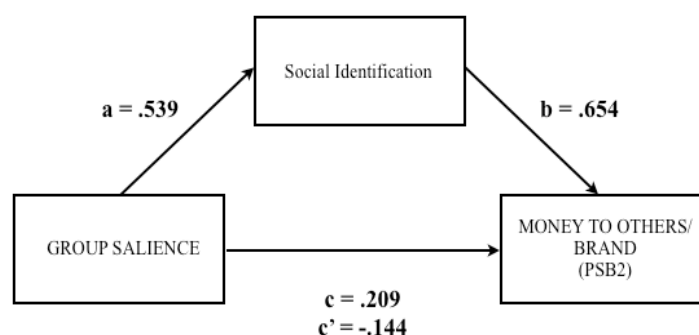 Social Identification
a = .539
b = .654
GROUP SALIENCE
MONEY TO OTHERS/
BRAND
(PSB2)
c = .209
c’ = -.144